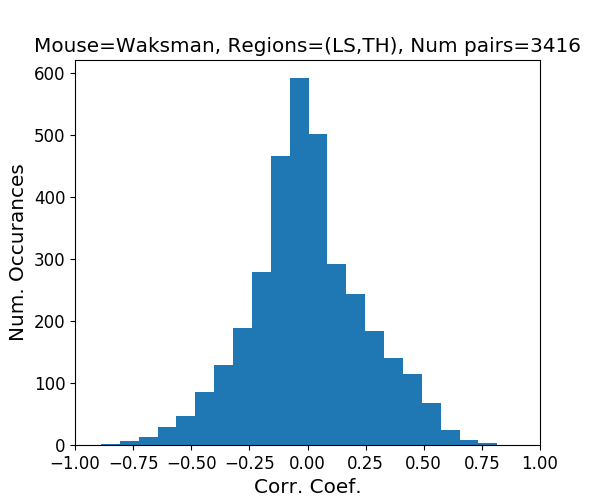 Mouse=Waksman, Regions=(LS,TH), Num pairs=3416
600
500
400
300
200
100
0
Num. Occurances
−1.00 −0.75 −0.50 −0.25 0.00 0.25 0.50 0.75 1.00
Corr. Coef.